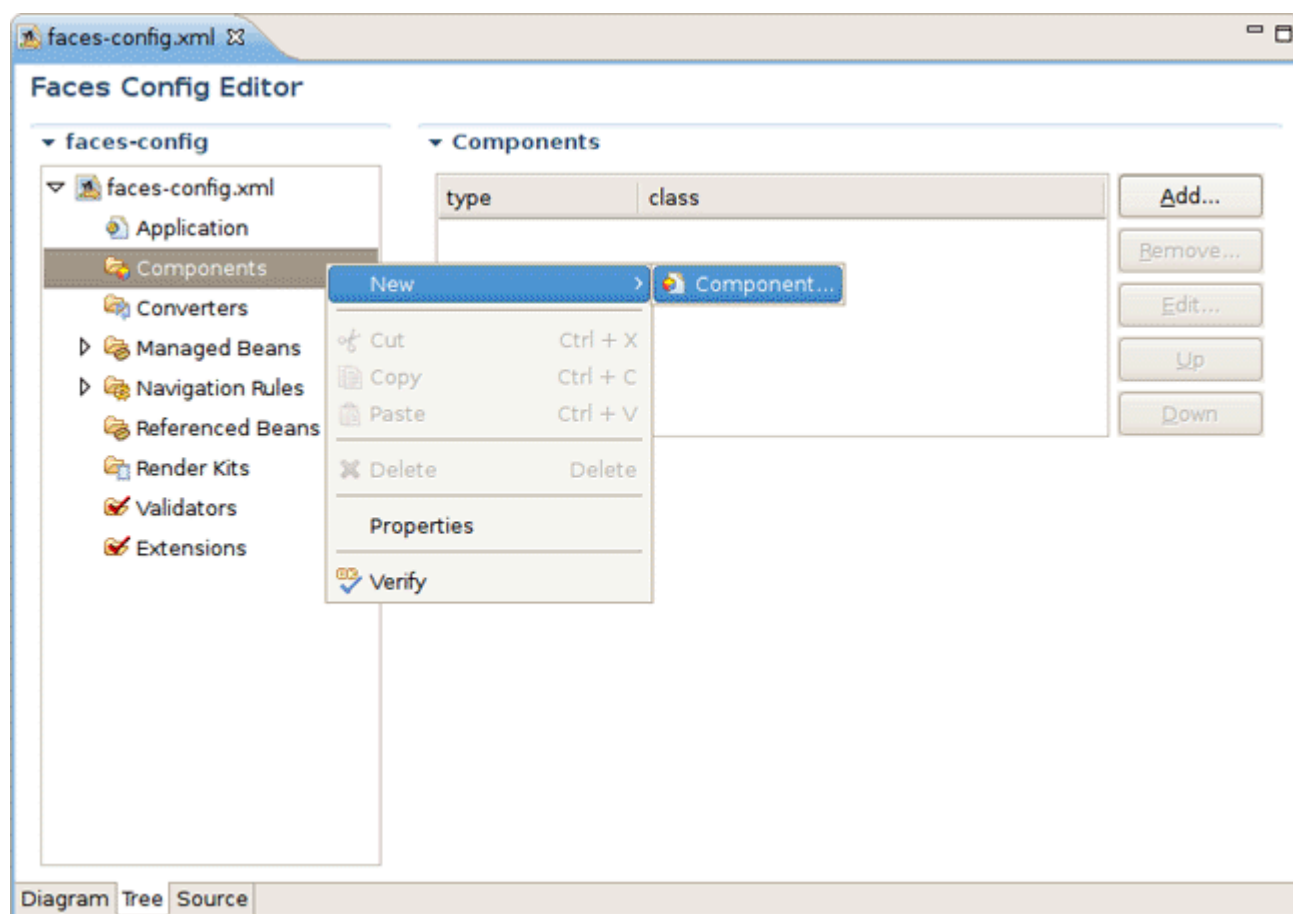 faces-config.xml
Faces Config Editor
faces-config
Components
faces-config.xml
type class Add...
Application
Remove...
Components
New
Component...
Edit...
Converters
Cut Ctrl + X
Managed Beans
Up
Copy Ctrl + C
Navigation Rules
Paste Ctrl + V
Down
Referenced Beans
Render Kits
Delete Delete
Validators
Properties
Extensions
Verify
Diagram Tree Source